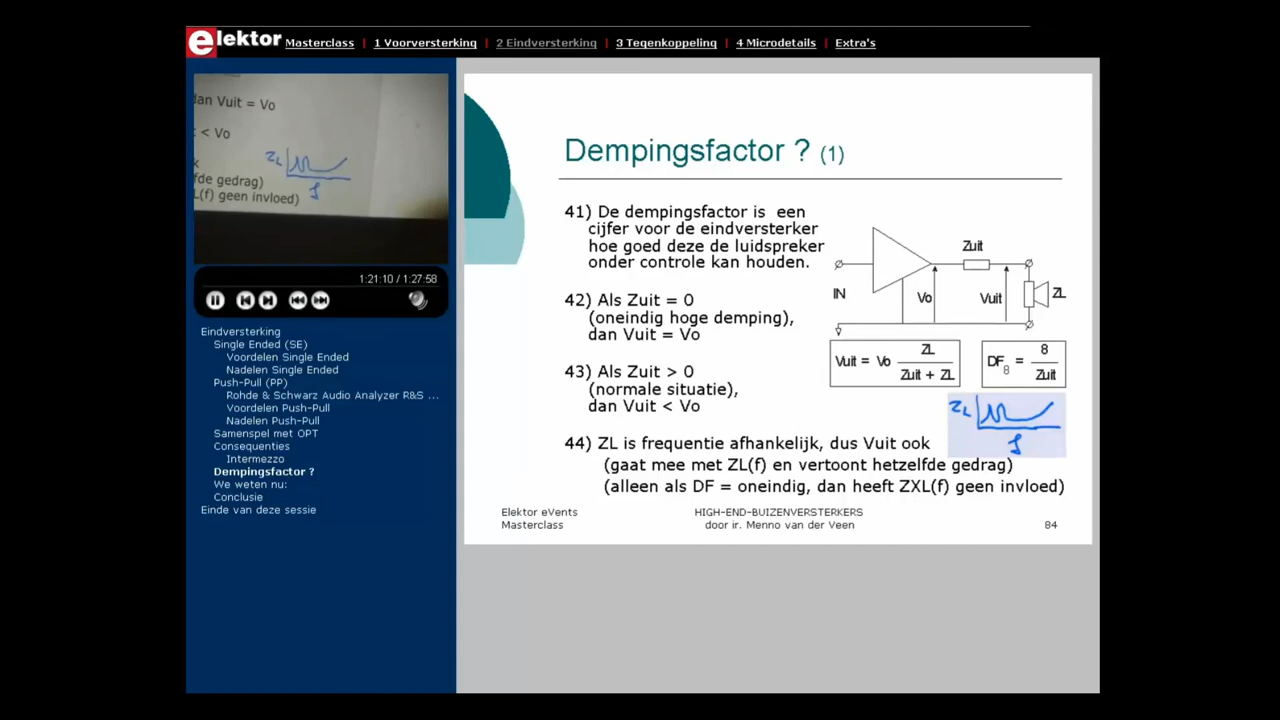 elektor Masterclass | 1 Voorversterking | 2 Eindversterking | 3 Tegenkoppeling | 4 Microdetails | Extra's
dan Vuit = Vo
< Vo
ZL
f
fde gedrag)
L(f) geen invloed)
1:21:10 / 1:27:58
Eindversterking
Single Ended (SE)
Voordelen Single Ended
Nadelen Single Ended
Push-Pull (PP)
Rohde & Schwarz Audio Analyzer R&S ...
Voordelen Push-Pull
Nadelen Push-Pull
Samenspel met OPT
Consequenties
Intermezzo
Dempingsfactor ?
We weten nu:
Conclusie
Einde van deze sessie
Dempingsfactor ? (1)
41) De dempingsfactor is een
cijfer voor de eindversterker
hoe goed deze de luidspreker
onder controle kan houden.
42) Als Zuit = 0
(oneindig hoge demping),
dan Vuit = Vo
43) Als Zuit > 0
(normale situatie),
dan Vuit < Vo
44) ZL is frequentie afhankelijk, dus Vuit ook
(gaat mee met ZL(f) en vertoont hetzelfde gedrag)
(alleen als DF = oneindig, dan heeft ZXL(f) geen invloed)
Zuit
IN
Vo
Vuit
ZL
Vuit = Vo ZL / Zuit + ZL
DF8 = 8 / Zuit
ZL
f
Elektor eVents
Masterclass
HIGH-END-BUIZENVERSTERKERS
door ir. Menno van der Veen
84